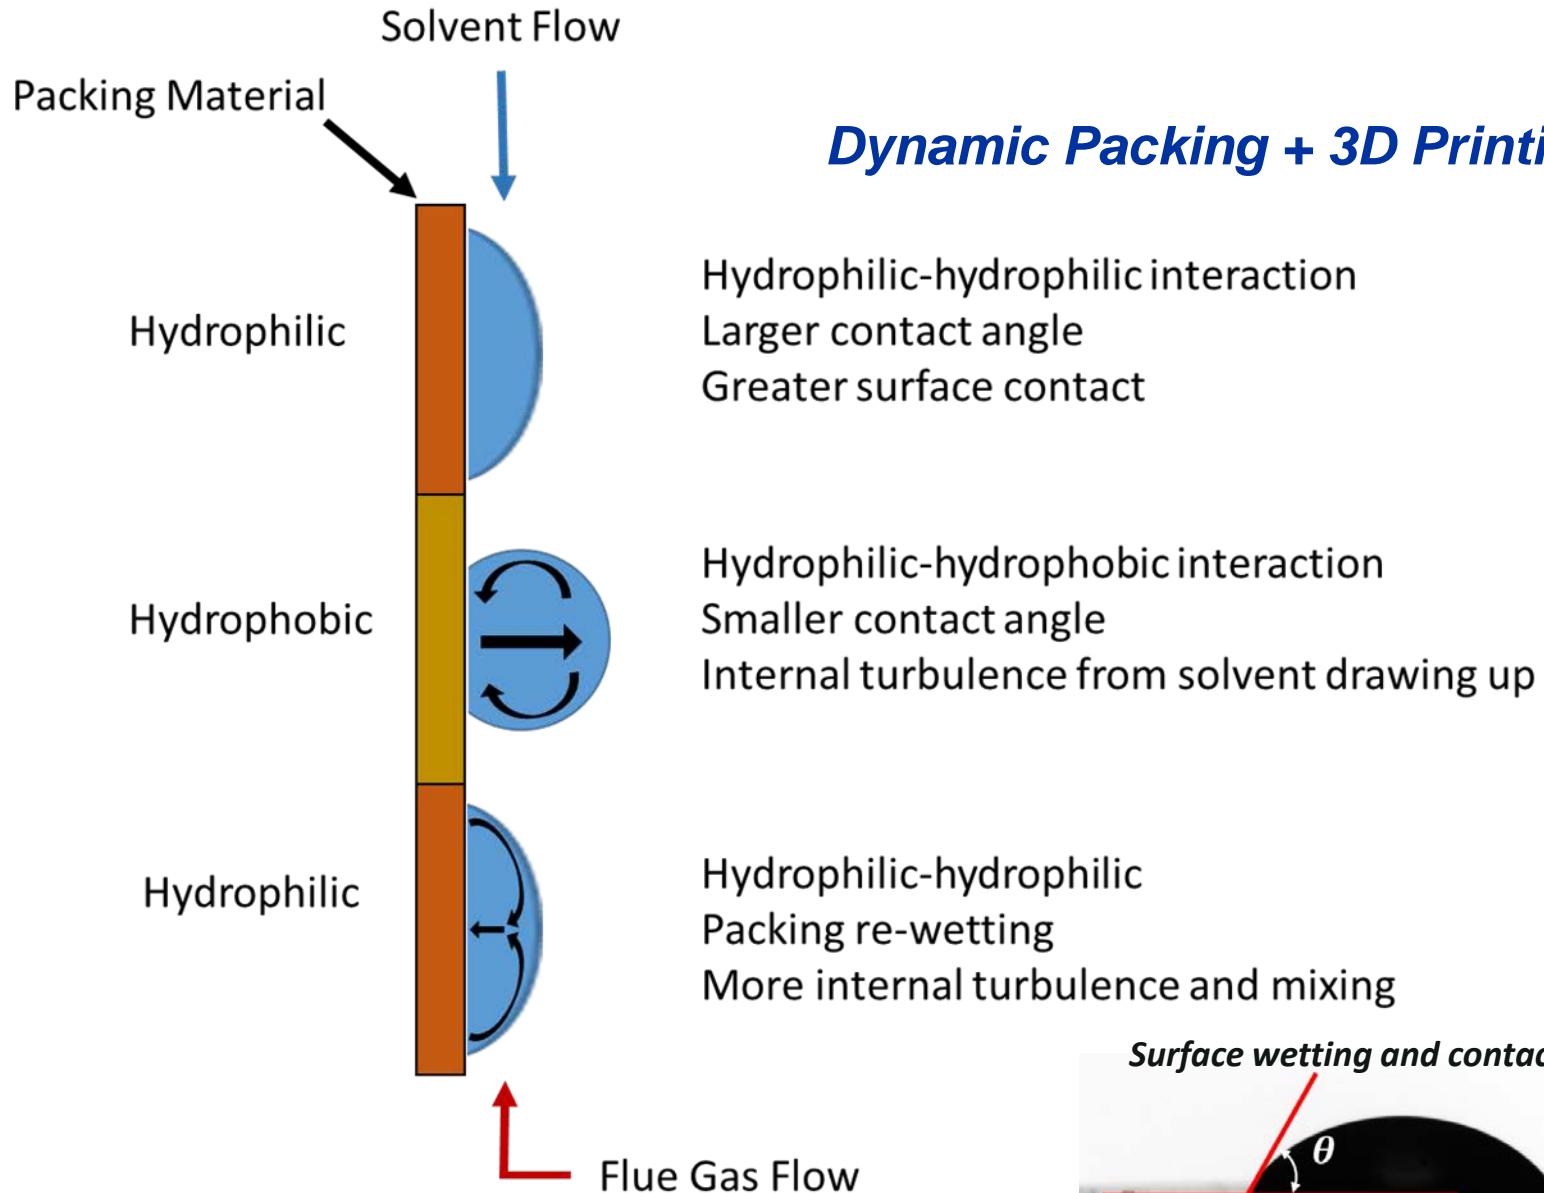 Solvent Flow
Packing Material
Dynamic Packing + 3D
Hydrophilic
Hydrophilic-hydrophilic interaction
Larger contact angle
Greater surface contact
Hydrophobic
Hydrophilic-hydrophobic interaction
Smaller contact angle
Internal turbulence from solvent drawing up
Hydrophilic
Hydrophilic-hydrophilic
Packing re-wetting
More internal turbulence and mixing
Surface wetting and
θ
Flue Gas Flow